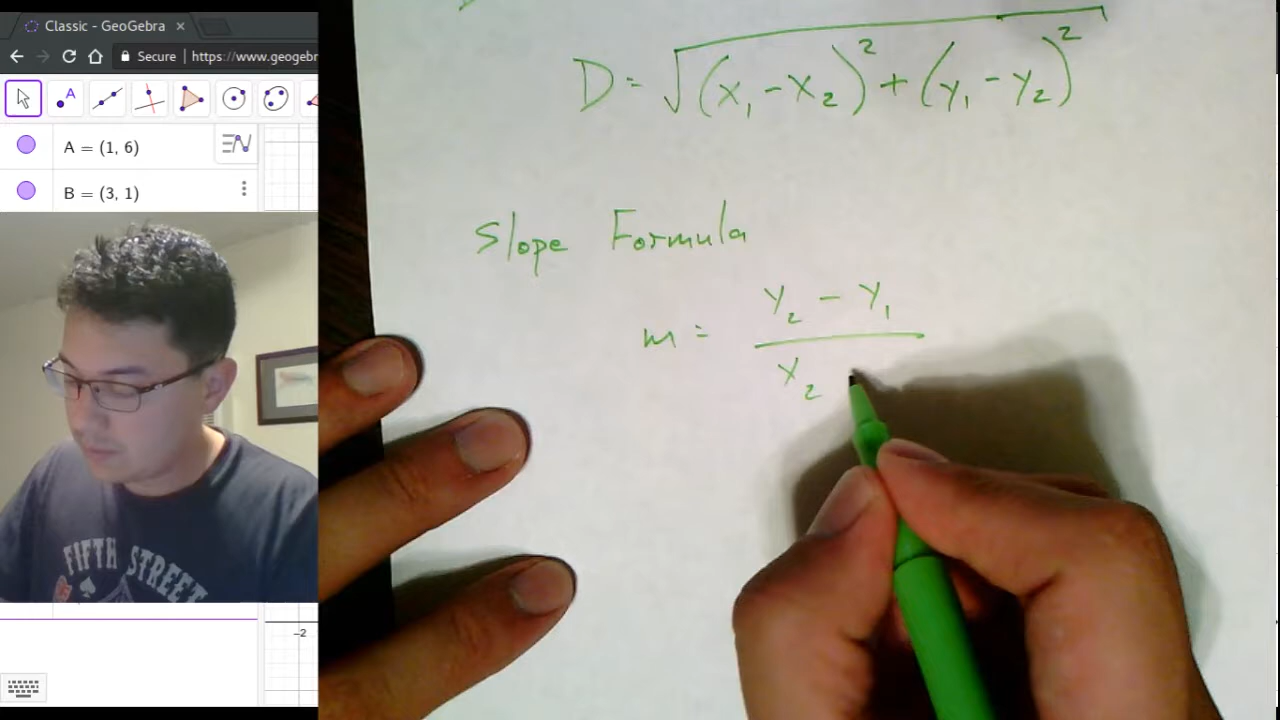 Classic - GeoGebra ×
Secure | https://www.geogebr
A
A = (1, 6)
B = (3, 1)
D = √(x₁ - x₂)² + (y₁ - y₂)²
Slope Formula
m = y₂ - y₁
x₂
FIFTH STREET
-2